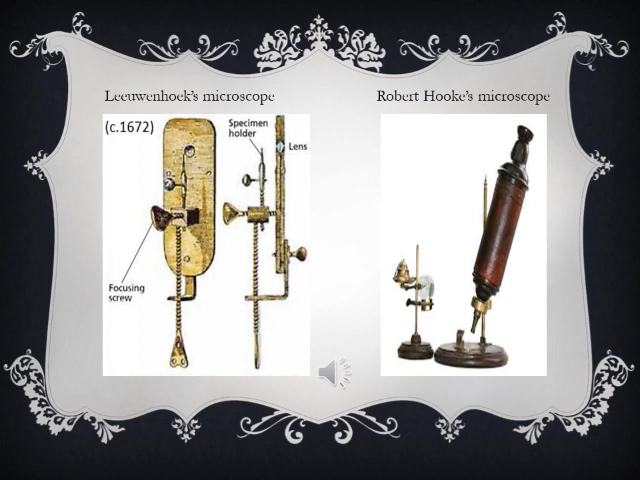 Leeuwenhoek's microscope
Robert Hooke's microscope
(c.1672)
Specimen
holder
Lens
Focusing
screw